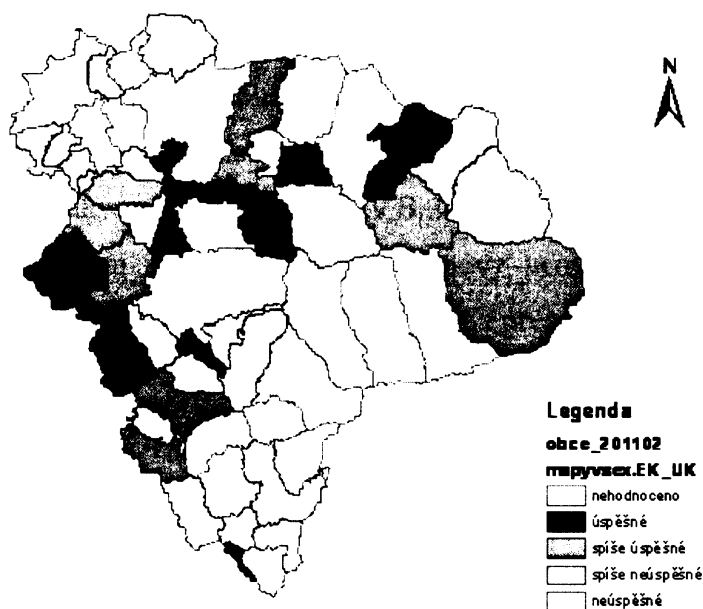 N
Legenda
obce_201102
mapyvsex.EK_UK
nehodnoceno
úspěšné
spíše úspěšné
spíše neúspěšné
neúspěšné